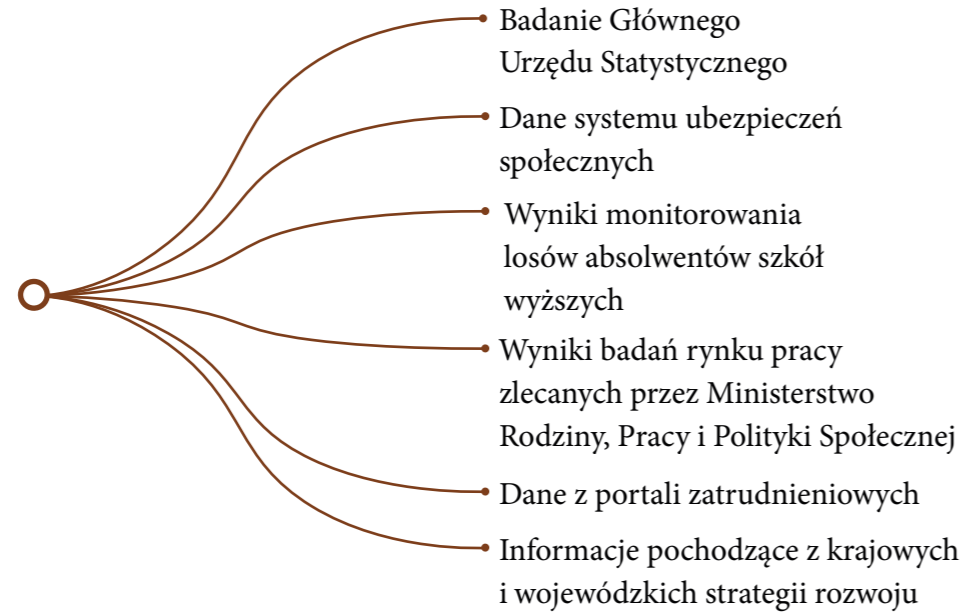 Badanie Głównego
Urzędu Statystycznego
Dane systemu ubezpieczeń
społecznych
Wyniki monitorowania
losów absolwentów szkół
wyższych
Wyniki badań rynku pracy
zlecanych przez Ministerstwo
Rodziny, Pracy i Polityki Społecznej
Dane z portali zatrudnieniowych
Informacje pochodzące z krajowych
i wojewódzkich strategii rozwoju